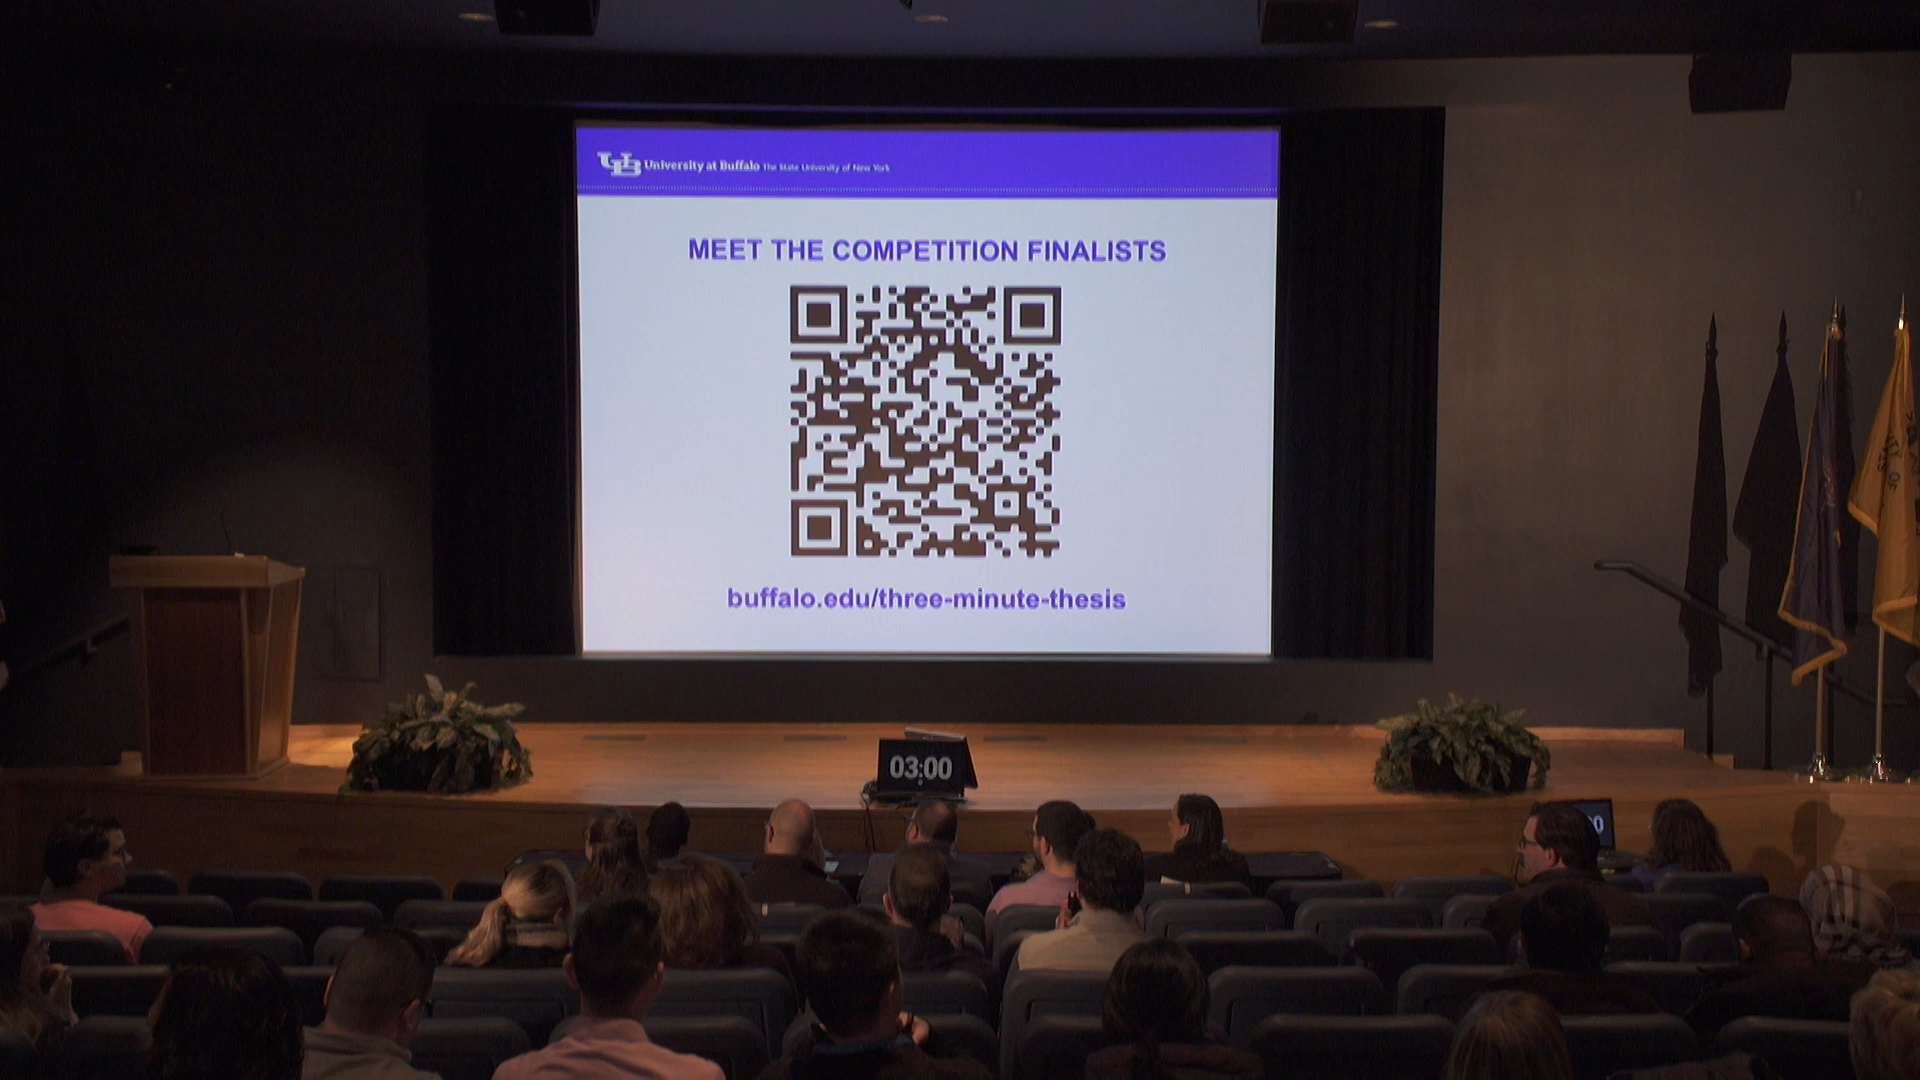 UB University at Buffalo The State University of New York
MEET THE COMPETITION FINALISTS
buffalo.edu/three-minute-thesis
03:00